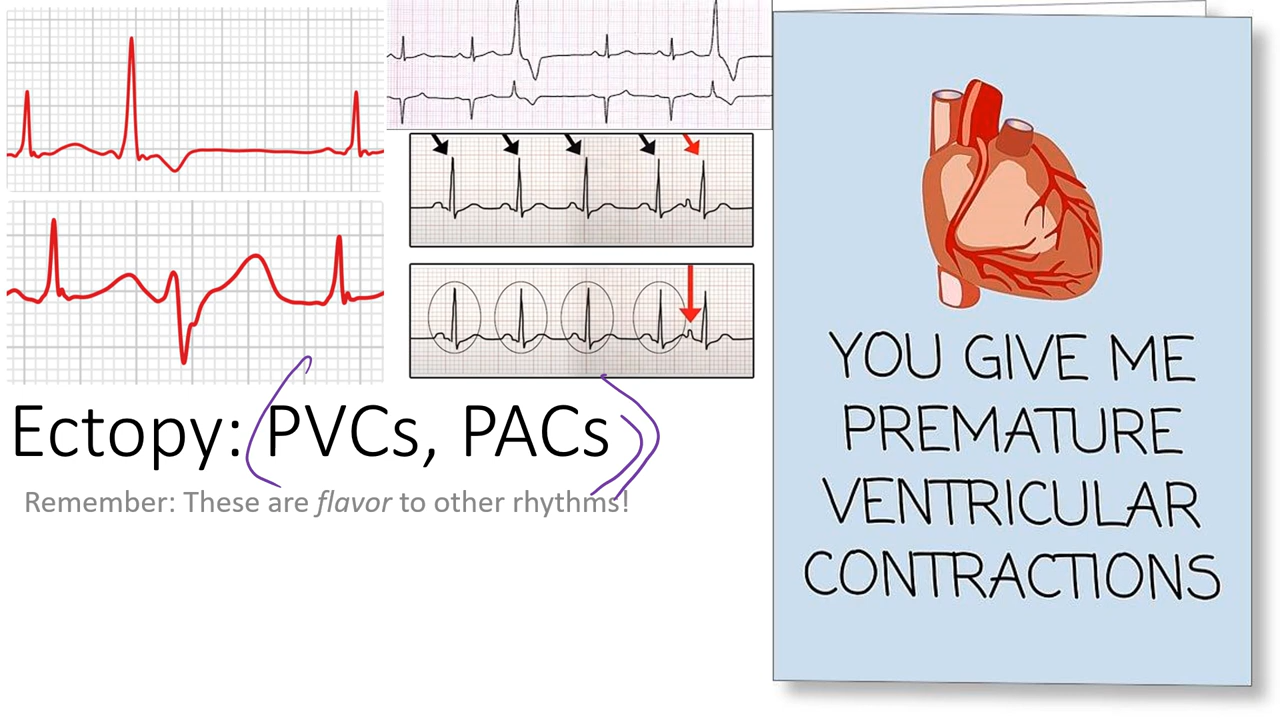 Ectopy: PVCs, PACs
Remember: These are flavor to other rhythms!
YOU GIVE ME
PREMATURE
VENTRICULAR
CONTRACTIONS